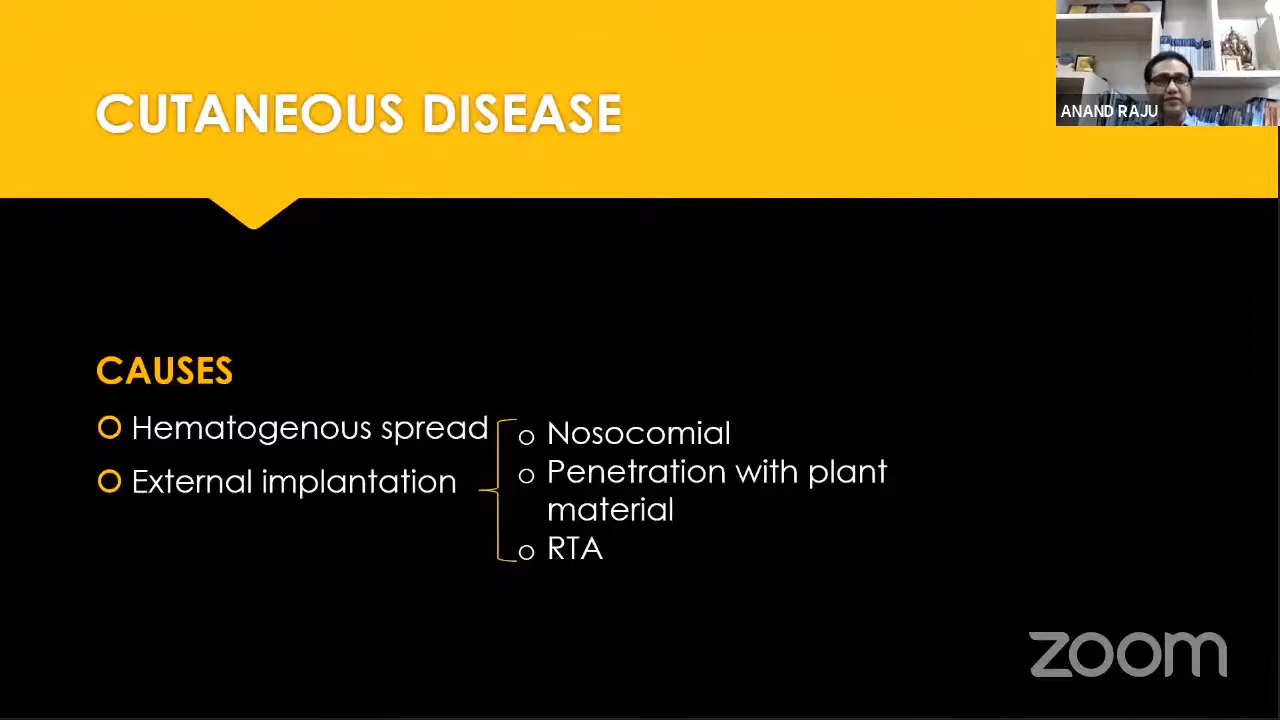 CUTANEOUS DISEASE
ANAND RAJU
CAUSES
Hematogenous spread
External implantation
Nosocomial
Penetration with plant
material
RTA
zoom